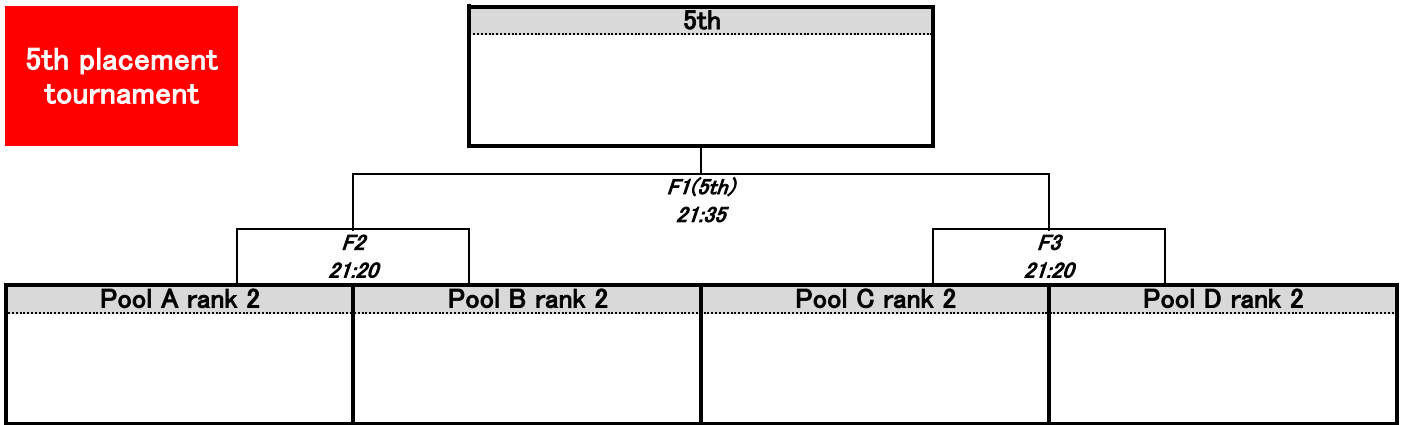 5th placement
tournament
5th
F1(5th)
21:35
F2
21:20
F3
21:20
Pool A rank 2
Pool B rank 2
Pool C rank 2
Pool D rank 2